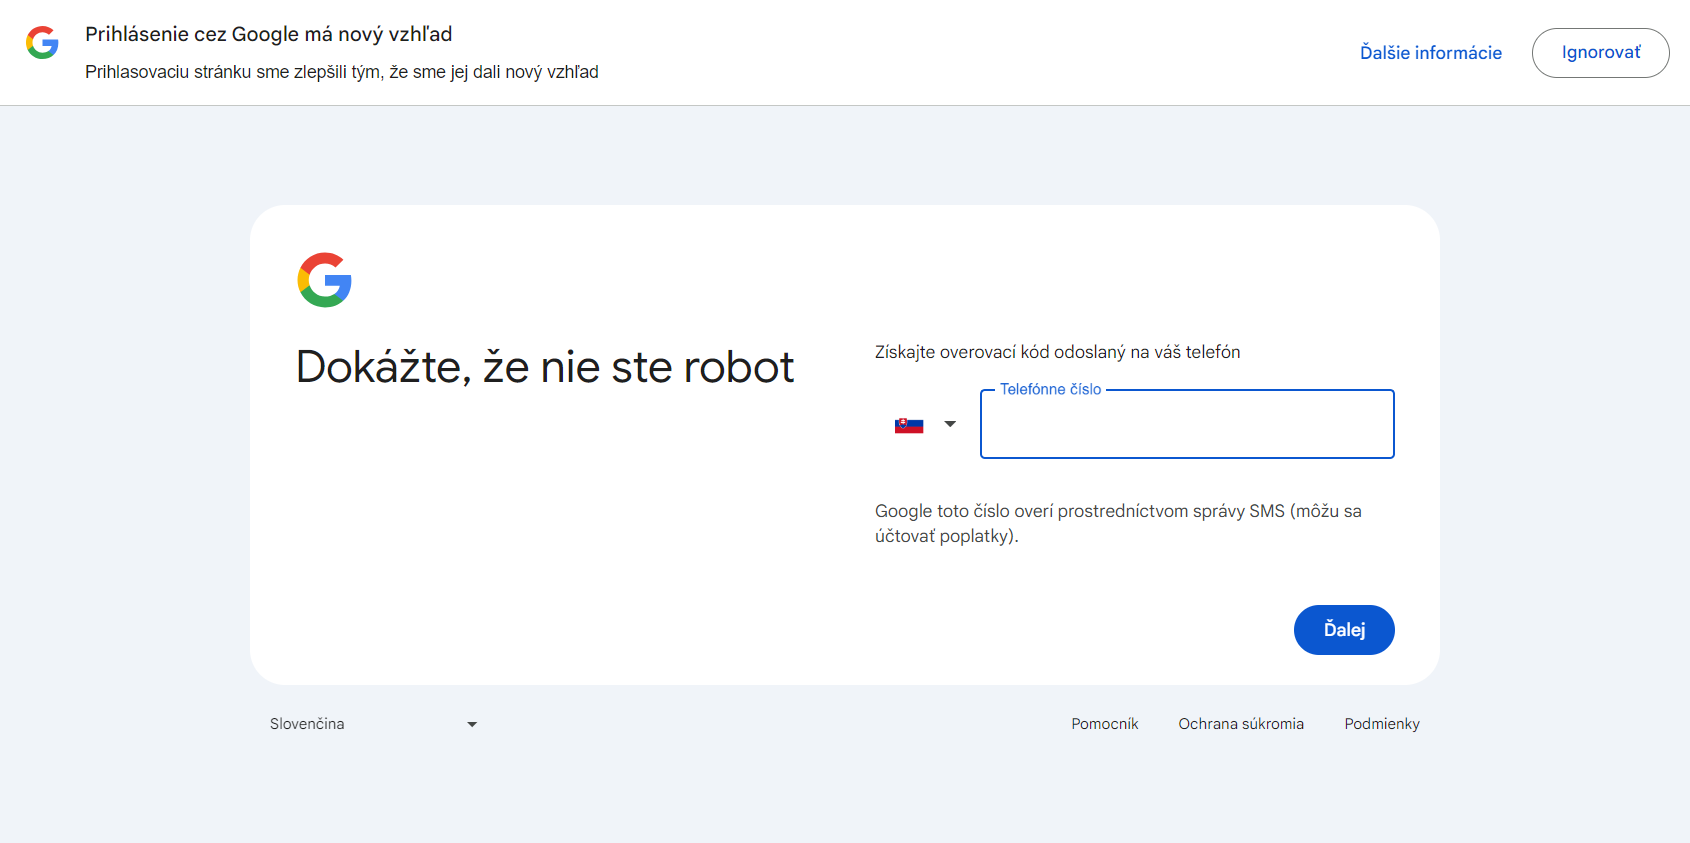 Prihlásenie cez Google má nový vzhľad
Prihlasovaciu stránku sme zlepšili tým, že sme jej dali nový vzhľad
Ďalšie informácie
Ignorovať
Dokážte, že nie ste robot
Získajte overovací kód odoslaný na váš telefón
Telefónne číslo
Google toto číslo overí prostredníctvom správy SMS (môžu sa
účtovať poplatky).
Ďalej
Slovenčina
Pomocník
Ochrana súkromia
Podmienky